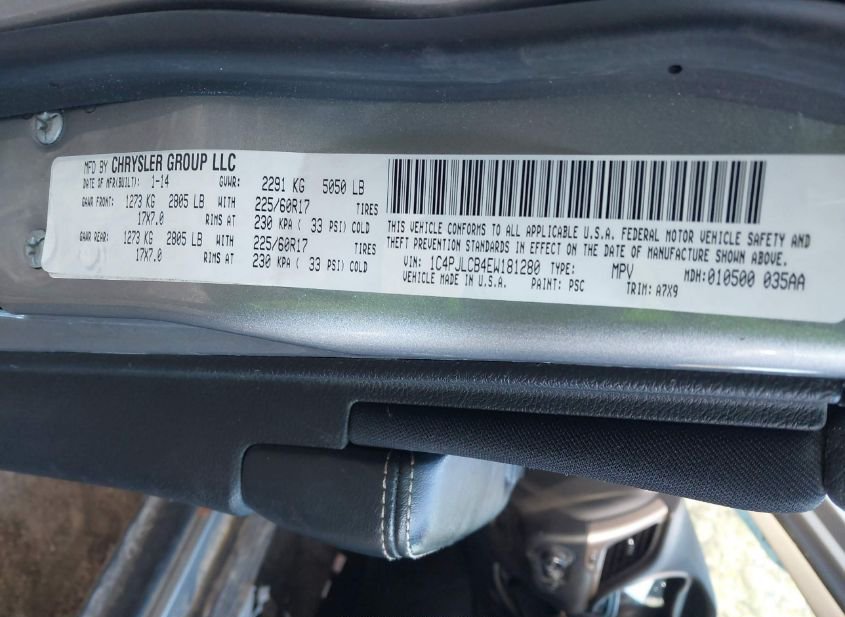 MFD BY CHRYSLER GROUP LLC
DATE OF MFR(BUILT): 1-14 GVWR: 2291 KG 5050 LB
GAWR FRONT: 1273 KG 2805 LB WITH 225/60R17 TIRES
17X7.0 RIMS AT 230 KPA ( 33 PSI) COLD
GAWR REAR: 1273 KG 2805 LB WITH 225/60R17 TIRES
17X7.0 RIMS AT 230 KPA ( 33 PSI) COLD
THIS VEHICLE CONFORMS TO ALL APPLICABLE U.S.A. FEDERAL MOTOR VEHICLE SAFETY AND
THEFT PREVENTION STANDARDS IN EFFECT ON THE DATE OF MANUFACTURE SHOWN ABOVE.
VIN: 1C4PJLCB4EW181280 TYPE: MPV MDH:010500 035AA
VEHICLE MADE IN U.S.A. PAINT: PSC TRIM: A7X9